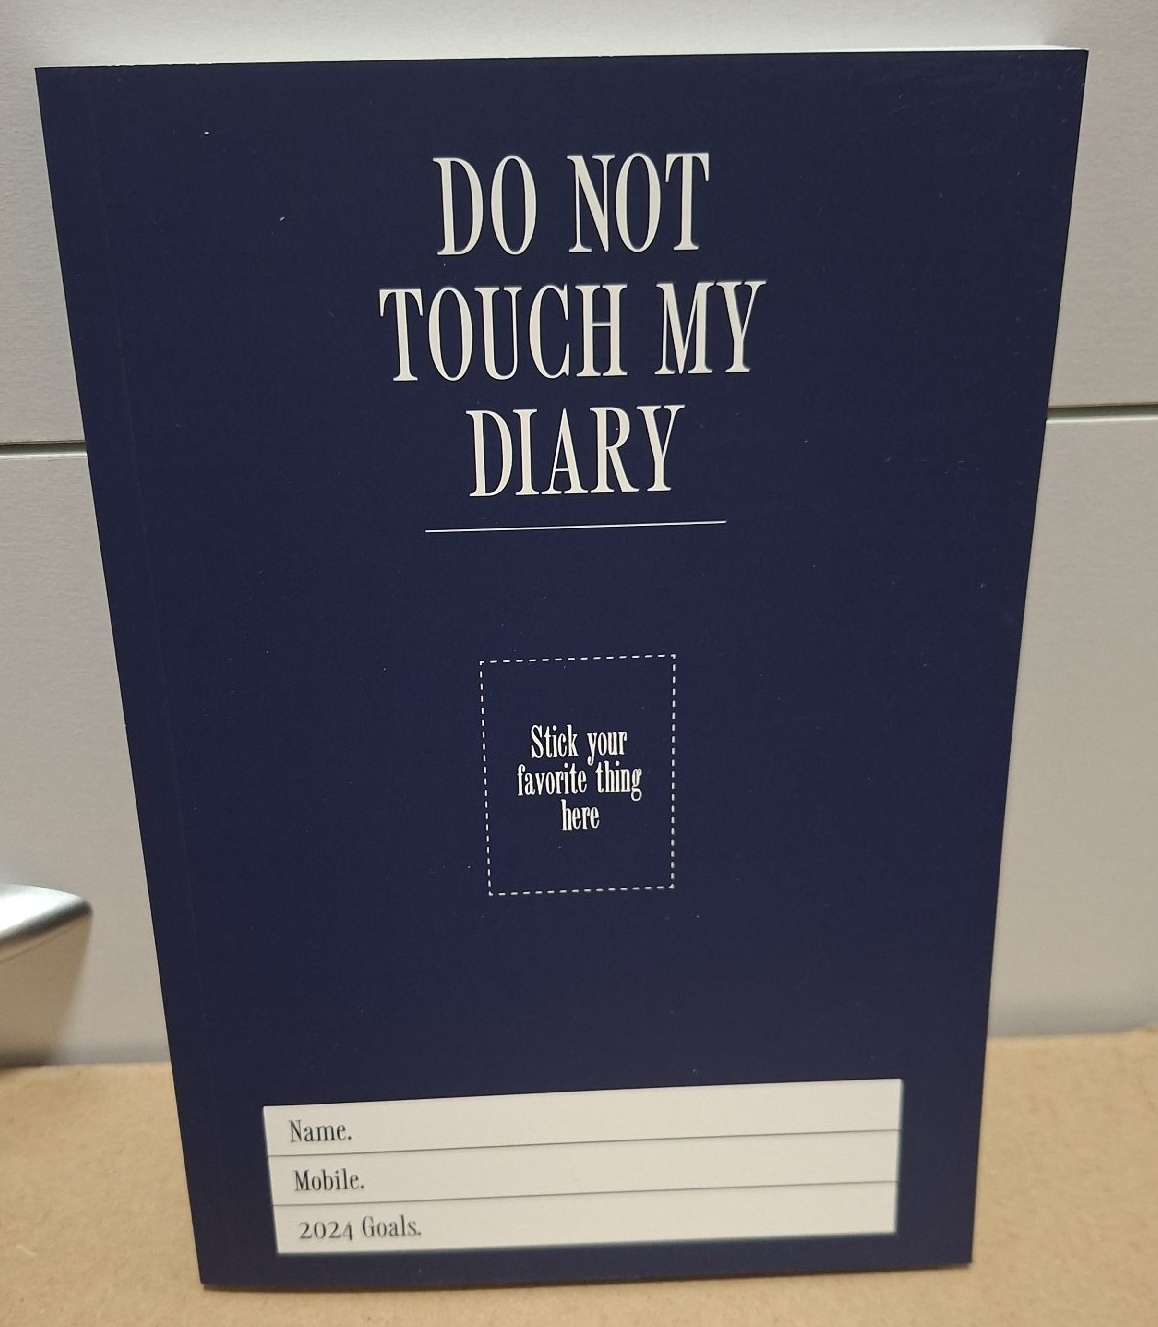 DO NOT
TOUCH MY
DIARY
Stick your
favorite thing
here
Name.
Mobile.
2024 Goals.